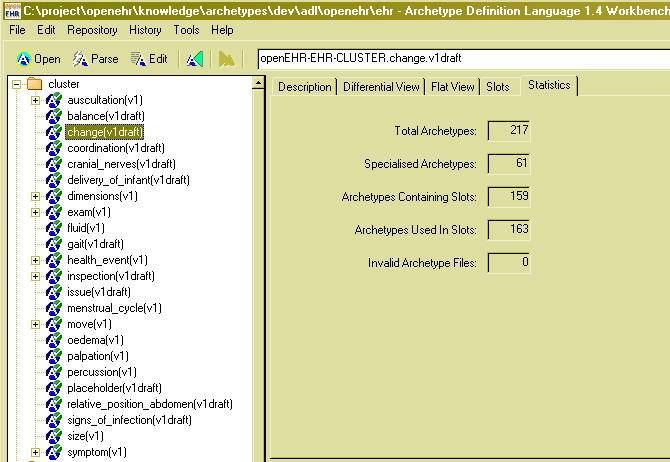 EHR C:\project\openehr\knowledge\archetypes\dev\adl\openehr\ehr - Archetype Definition Language 1.4 Workbenc
File Edit Repository History Tools Help
Open Parse Edit openEHR-EHR-CLUSTER.change.v1draft
Description Differential View Flat View Slots Statistics
cluster
auscultation(v1)
balance(v1draft)
change(v1draft)
coordination(v1draft)
cranial_nerves(v1draft)
delivery_of_infant(v1draft)
dimensions(v1)
exam(v1)
fluid(v1)
gait(v1draft)
health_event(v1)
inspection(v1draft)
issue(v1draft)
menstrual_cycle(v1)
move(v1)
oedema(v1)
palpation(v1)
percussion(v1)
placeholder(v1draft)
relative_position_abdomen(v1draft)
signs_of_infection(v1draft)
size(v1)
symptom(v1)
Total Archetypes: 217
Specialised Archetypes: 61
Archetypes Containing Slots: 159
Archetypes Used In Slots: 163
Invalid Archetype Files: 0